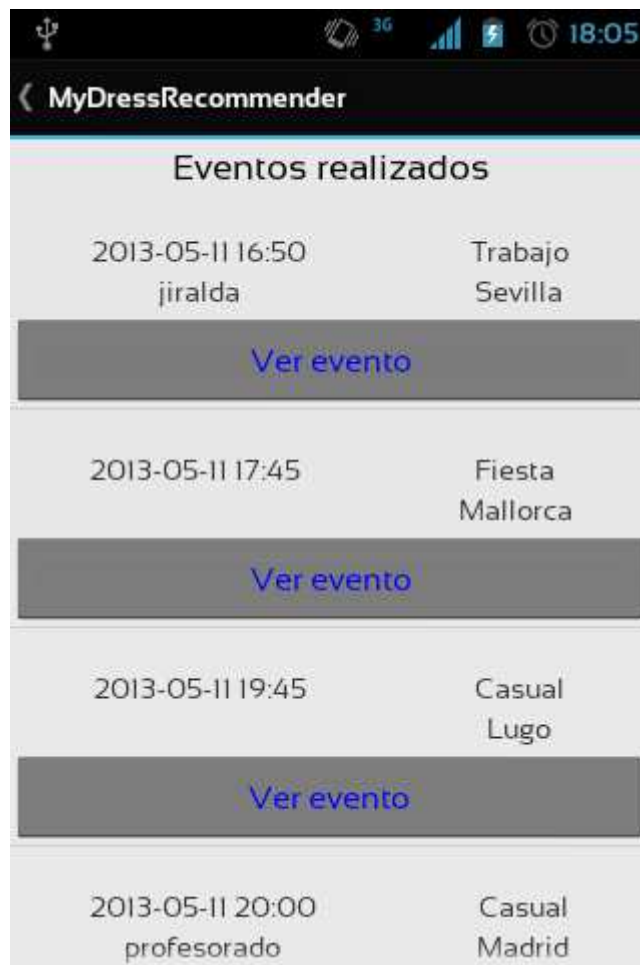 3G 18:05
MyDressRecommender
Eventos realizados
2013-05-11 16:50 Trabajo
jiralda Sevilla
Ver evento
2013-05-11 17:45 Fiesta
Mallorca
Ver evento
2013-05-11 19:45 Casual
Lugo
Ver evento
2013-05-11 20:00 Casual
profesorado Madrid